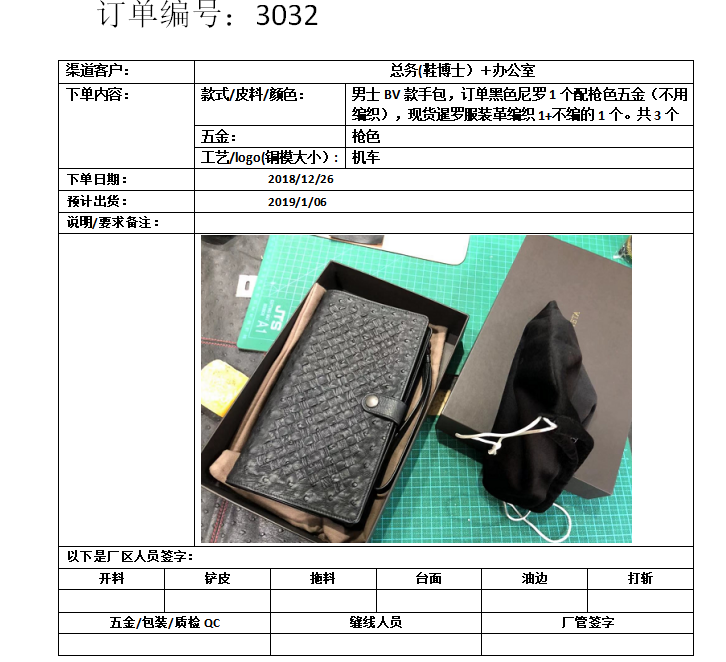 订单编号：3032
渠道客户： 总务(鞋博士）＋办公室
下单内容： 款式/皮料/颜色： 男士 BV 款手包，订单黑色尼罗 1 个配枪色五金（不用
编织），现货暹罗服装革编织 1+不编的 1 个。共 3 个
五金： 枪色
工艺/logo(铜模大小）： 机车
下单日期： 2018/12/26
预计出货： 2019/1/06
说明/要求备注：
JTS
A1
以下是厂区人员签字：
开料 铲皮 拖料 台面 油边 打斩
五金/包装/质检 QC 缝线人员 厂管签字